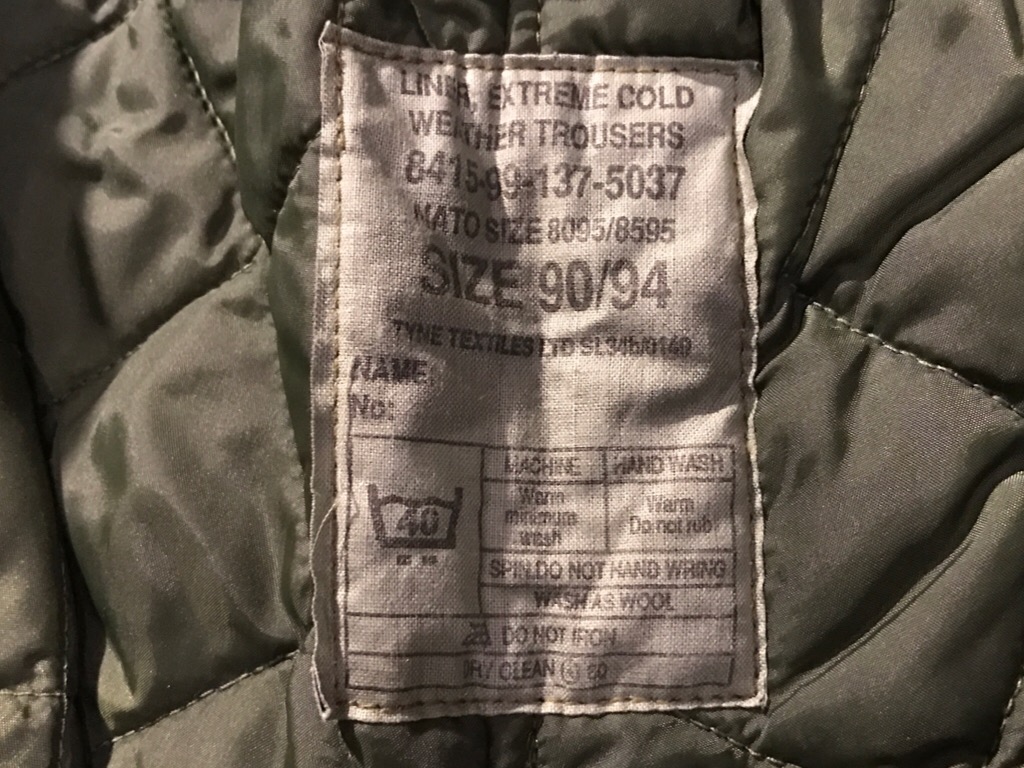 LINER, EXTREME COLD
WEATHER TROUSERS
8415-99-137-5037
NATO SIZE 8095/8595
SIZE 90/94
TYNE TEXTILES LTD
NAME:
No:
MACHINE HAND WASH
40
Warm
minimum
wash
Warm
Do not rub
SPIN.DO NOT HAND WRING
WASH AS WOOL
DO NOT IRON
DRY CLEAN